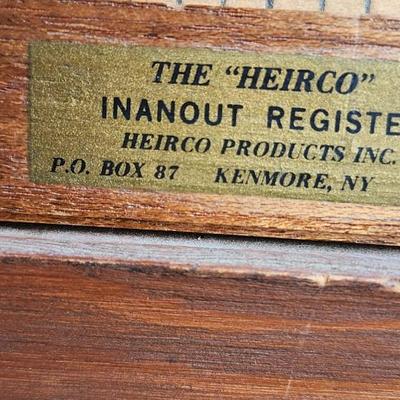 THE "HEIRCO"
INANOUT REGISTE
HEIRCO PRODUCTS INC.
P.O. BOX 87 KENMORE, NY